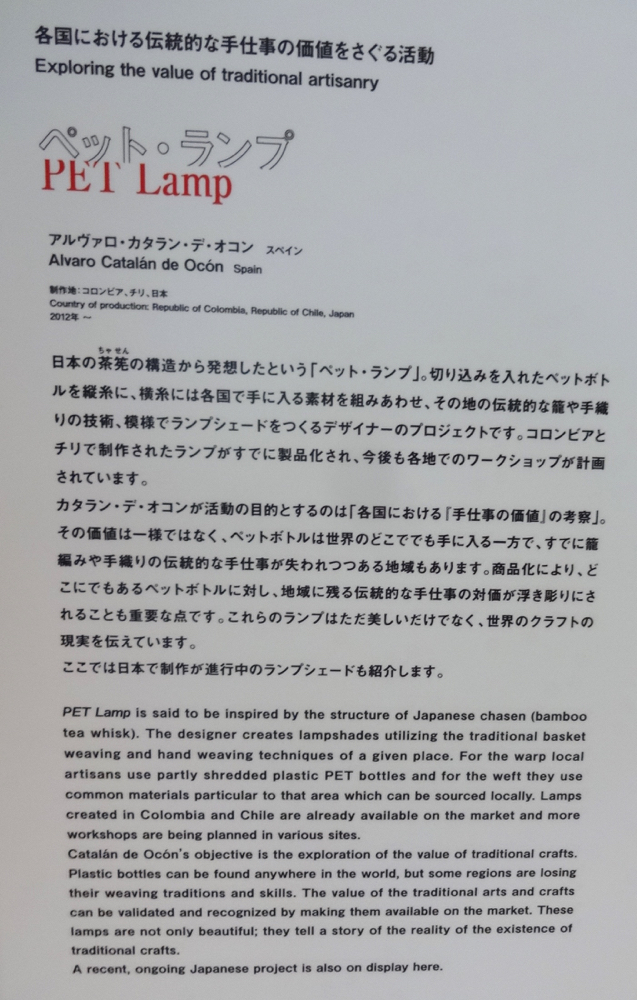 各国における伝統的な手仕事の価値をさぐる活動
Exploring the value of traditional artisanry
ペット・ランプ
PET Lamp
アルヴァロ・カタラン・デ・オコン スペイン
Alvaro Catalán de Ocón Spain
制作地：コロンビア、チリ、日本
Country of production: Republic of Colombia, Republic of Chile, Japan
2012年 〜
ちゃせん
日本の茶筅の構造から発想したという「ペット・ランプ」。切り込みを入れたペットボト
ルを縦糸に、横糸には各国で手に入る素材を組みあわせ、その地の伝統的な籠や手織
りの技術、模様でランプシェードをつくるデザイナーのプロジェクトです。コロンビアと
チリで制作されたランプがすでに製品化され、今後も各地でのワークショップが計画
されています。
カタラン・デ・オコンが活動の目的とするのは「各国における『手仕事の価値』の考察」。
その価値は一様ではなく、ペットボトルは世界のどこででも手に入る一方で、すでに籠
編みや手織りの伝統的な手仕事が失われつつある地域もあります。商品化により、ど
こにでもあるペットボトルに対し、地域に残る伝統的な手仕事の対価が浮き彫りにさ
れることも重要な点です。これらのランプはただ美しいだけでなく、世界のクラフトの
現実を伝えています。
ここでは日本で制作が進行中のランプシェードも紹介します。
PET Lamp is said to be inspired by the structure of Japanese chasen (bamboo
tea whisk). The designer creates lampshades utilizing the traditional basket
weaving and hand weaving techniques of a given place. For the warp local
artisans use partly shredded plastic PET bottles and for the weft they use
common materials particular to that area which can be sourced locally. Lamps
created in Colombia and Chile are already available on the market and more
workshops are being planned in various sites.
Catalán de Ocón's objective is the exploration of the value of traditional crafts.
Plastic bottles can be found anywhere in the world, but some regions are losing
their weaving traditions and skills. The value of the traditional arts and crafts
can be validated and recognized by making them available on the market. These
lamps are not only beautiful; they tell a story of the reality of the existence of
traditional crafts.
A recent, ongoing Japanese project is also on display here.